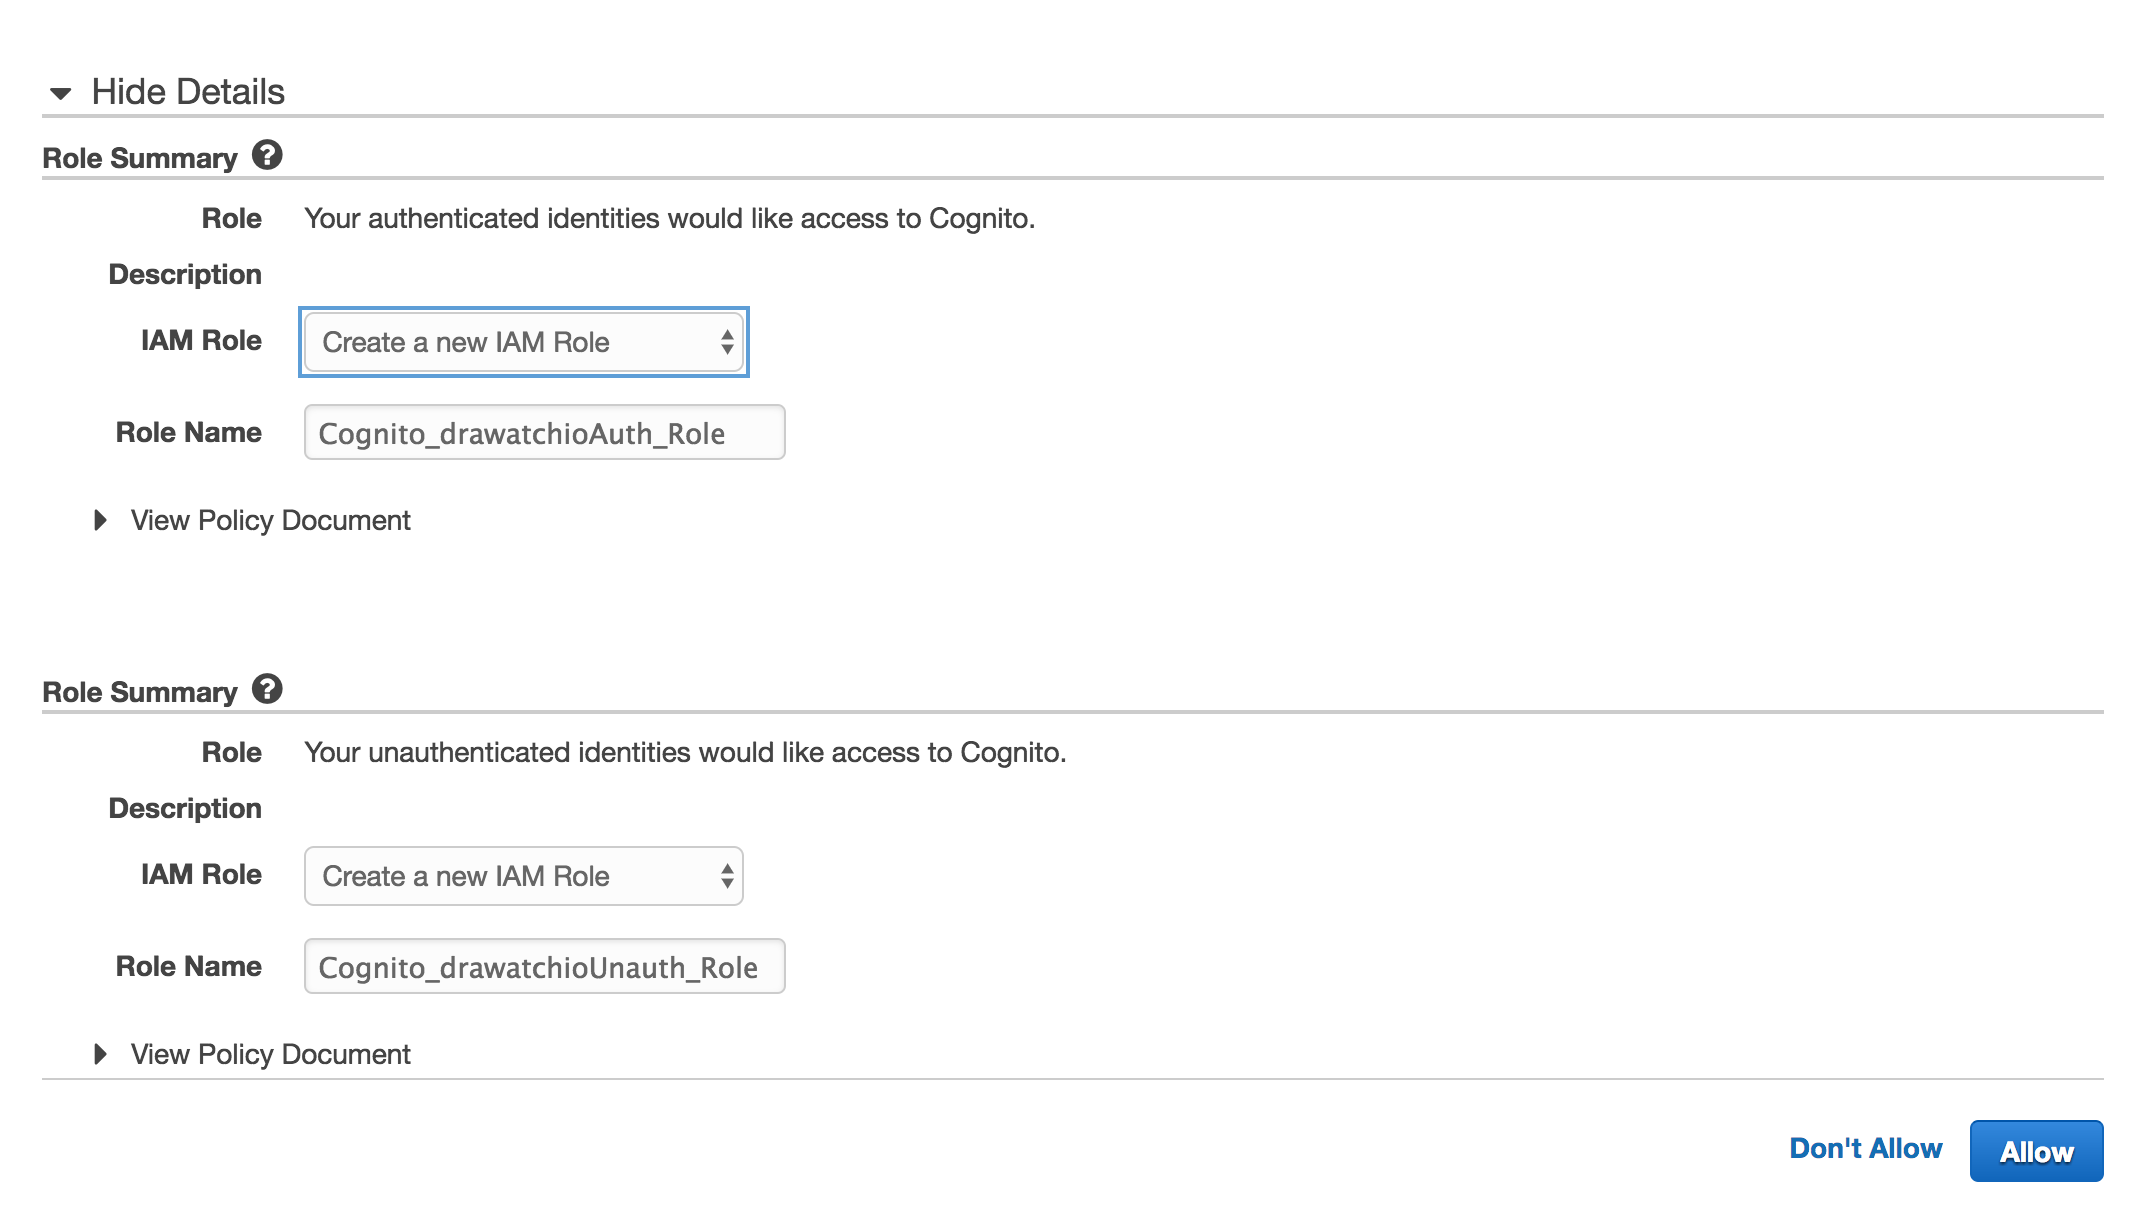 Hide Details
Role Summary ?
Role Your authenticated identities would like access to Cognito.
Description
IAM Role Create a new IAM Role
Role Name Cognito_drawatchioAuth_Role
View Policy Document
Role Summary ?
Role Your unauthenticated identities would like access to Cognito.
Description
IAM Role Create a new IAM Role
Role Name Cognito_drawatchioUnauth_Role
View Policy Document
Don't Allow Allow